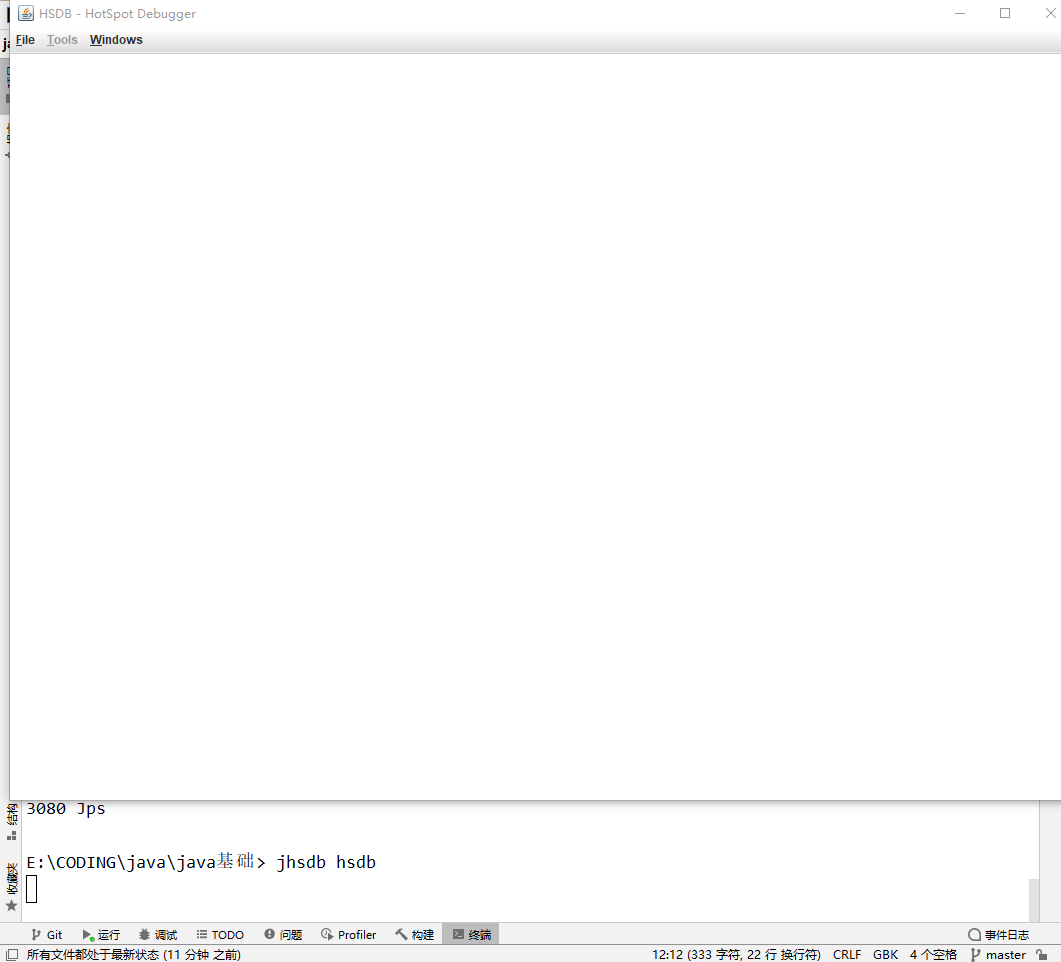 HSDB - HotSpot Debugger
File Tools Windows
3080 Jps
E:\CODING\java\java基础> jhsdb hsdb
结构
收藏夹
Git 运行 调试 TODO 问题 Profiler 构建 终端 事件日志
所有文件都处于最新状态 (11 分钟 之前) 12:12 (333 字符, 22 行 换行符) CRLF GBK 4 个空格 master